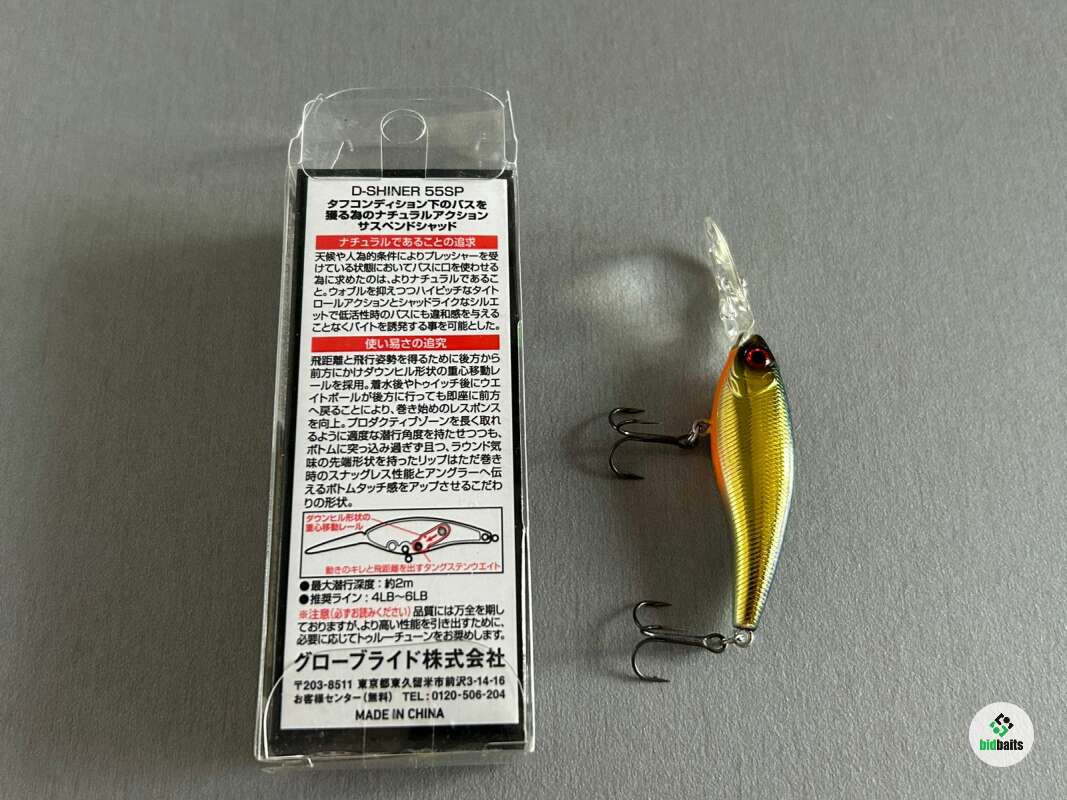 D-SHINER 55SP
タフコンディション下のバスを
獲る為のナチュラルアクション
サスペンドシャッド
ナチュラルであることの追求
天候や人為的条件によりプレッシャーを受
けている状態においてバスに口を使わせる
為に求めたのは、よりナチュラルであるこ
と。ウォブルを抑えつつハイピッチなタイト
ロールアクションとシャッドライクなシルエ
ットで低活性時のバスにも違和感を与える
ことなくバイトを誘発する事を可能とした。
使い易さの追究
飛距離と飛行姿勢を得るために後方から
前方にかけダウンヒル形状の重心移動レ
ールを採用。着水後やトゥイッチ後にウエ
イトボールが後方に行っても即座に前方
へ戻ることにより、巻き始めのレスポンス
を向上。プロダクティブゾーンを長く取れ
るように適度な潜行角度を持たせつつも、
ボトムに突っ込み過ぎず且つ、ラウンド気
味の先端形状を持ったリップはただ巻き
時のスナッグレス性能とアングラーへ伝
えるボトムタッチ感をアップさせるこだわ
りの形状。
ダウンヒル形状の
重心移動レール
動きのキレと飛距離を出すタングステンウエイト
●最大潜行深度：約2m
●推奨ライン：4LB〜6LB
※注意(必ずお読みください)品質には万全を期し
ておりますが、より高い性能を引き出すために、
必要に応じてトゥルーチューンをお奨めします。
グローブライド株式会社
〒203-8511 東京都東久留米市前沢3-14-16
お客様センター(無料) TEL:0120-506-204
MADE IN CHINA
bidbaits